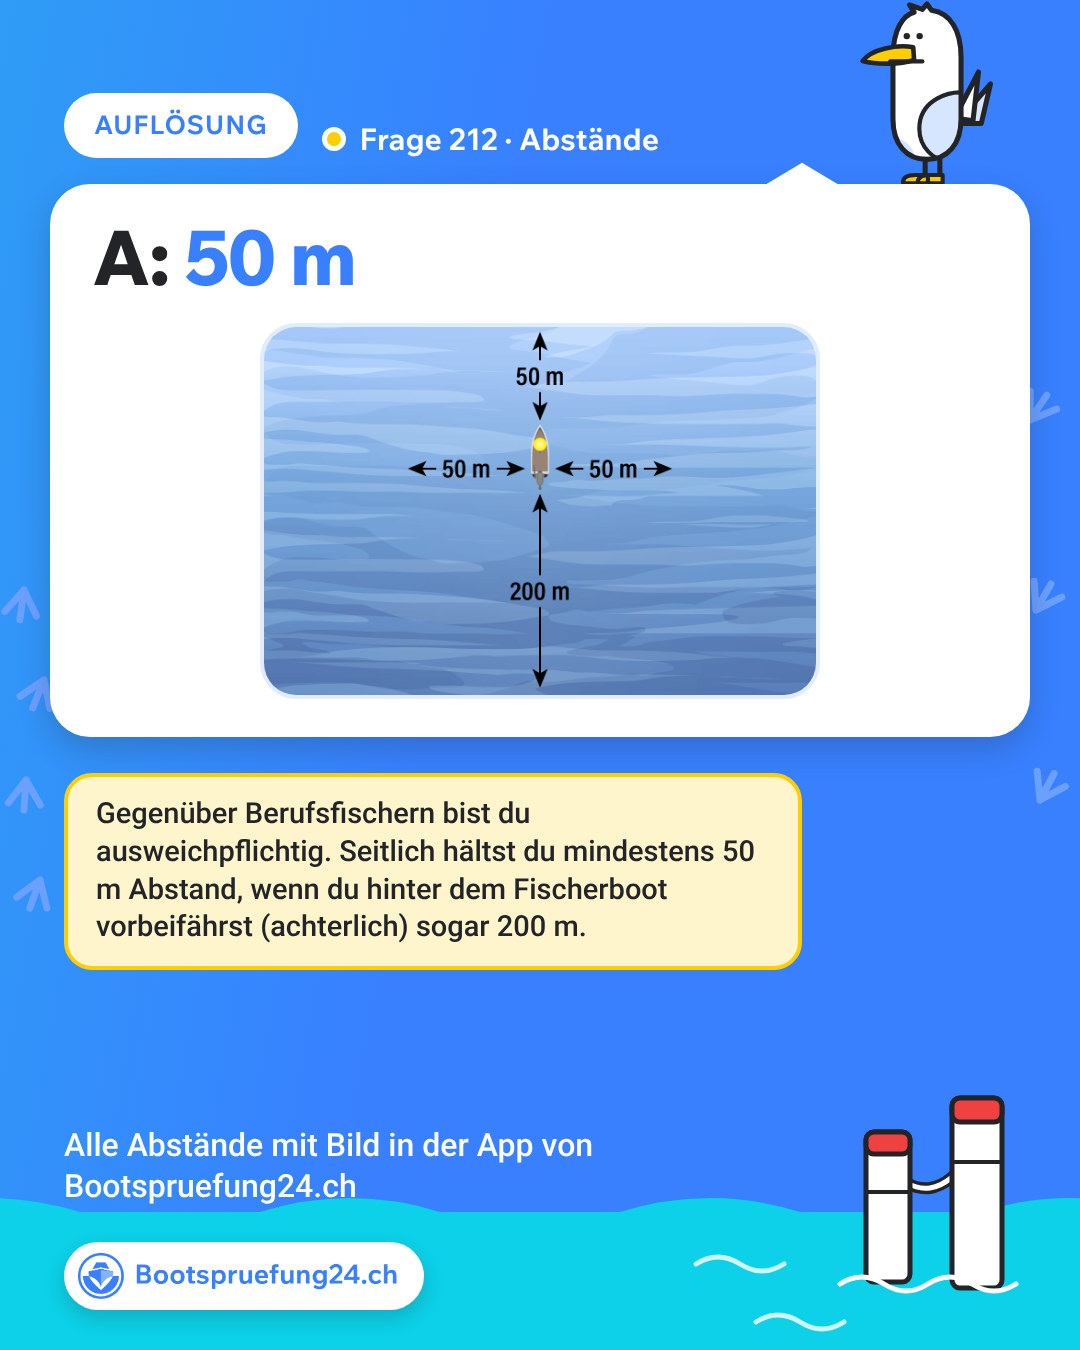 AUFLÖSUNG
Frage 212 · Abstände
A: 50 m
50 m
50 m
50 m
200 m
Gegenüber Berufsfischern bist du
ausweichpflichtig. Seitlich hältst du mindestens 50
m Abstand, wenn du hinter dem Fischerboot
vorbeifährst (achterlich) sogar 200 m.
Alle Abstände mit Bild in der App von
Bootspruefung24.ch
Bootspruefung24.ch